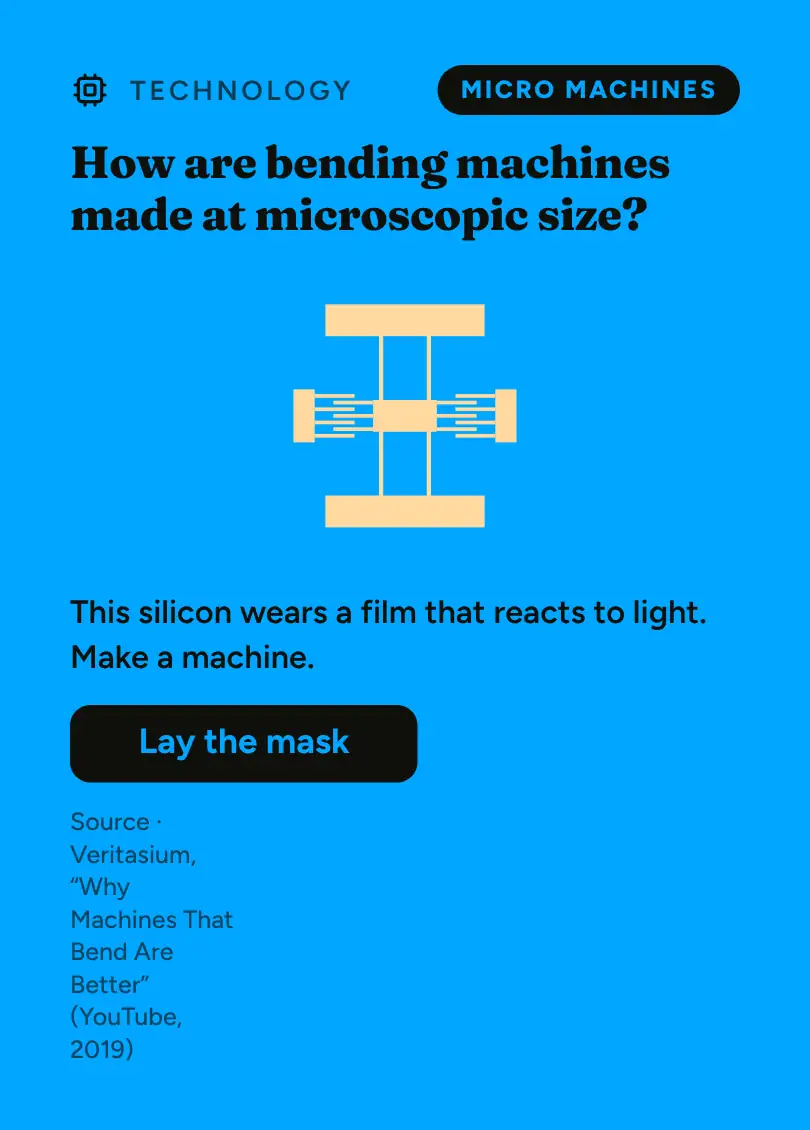 TECHNOLOGY
MICRO MACHINES
How are bending machines
made at microscopic size?
This silicon wears a film that reacts to light.
Make a machine.
Lay the mask
Source ·
Veritasium,
“Why
Machines That
Bend Are
Better”
(YouTube,
2019)